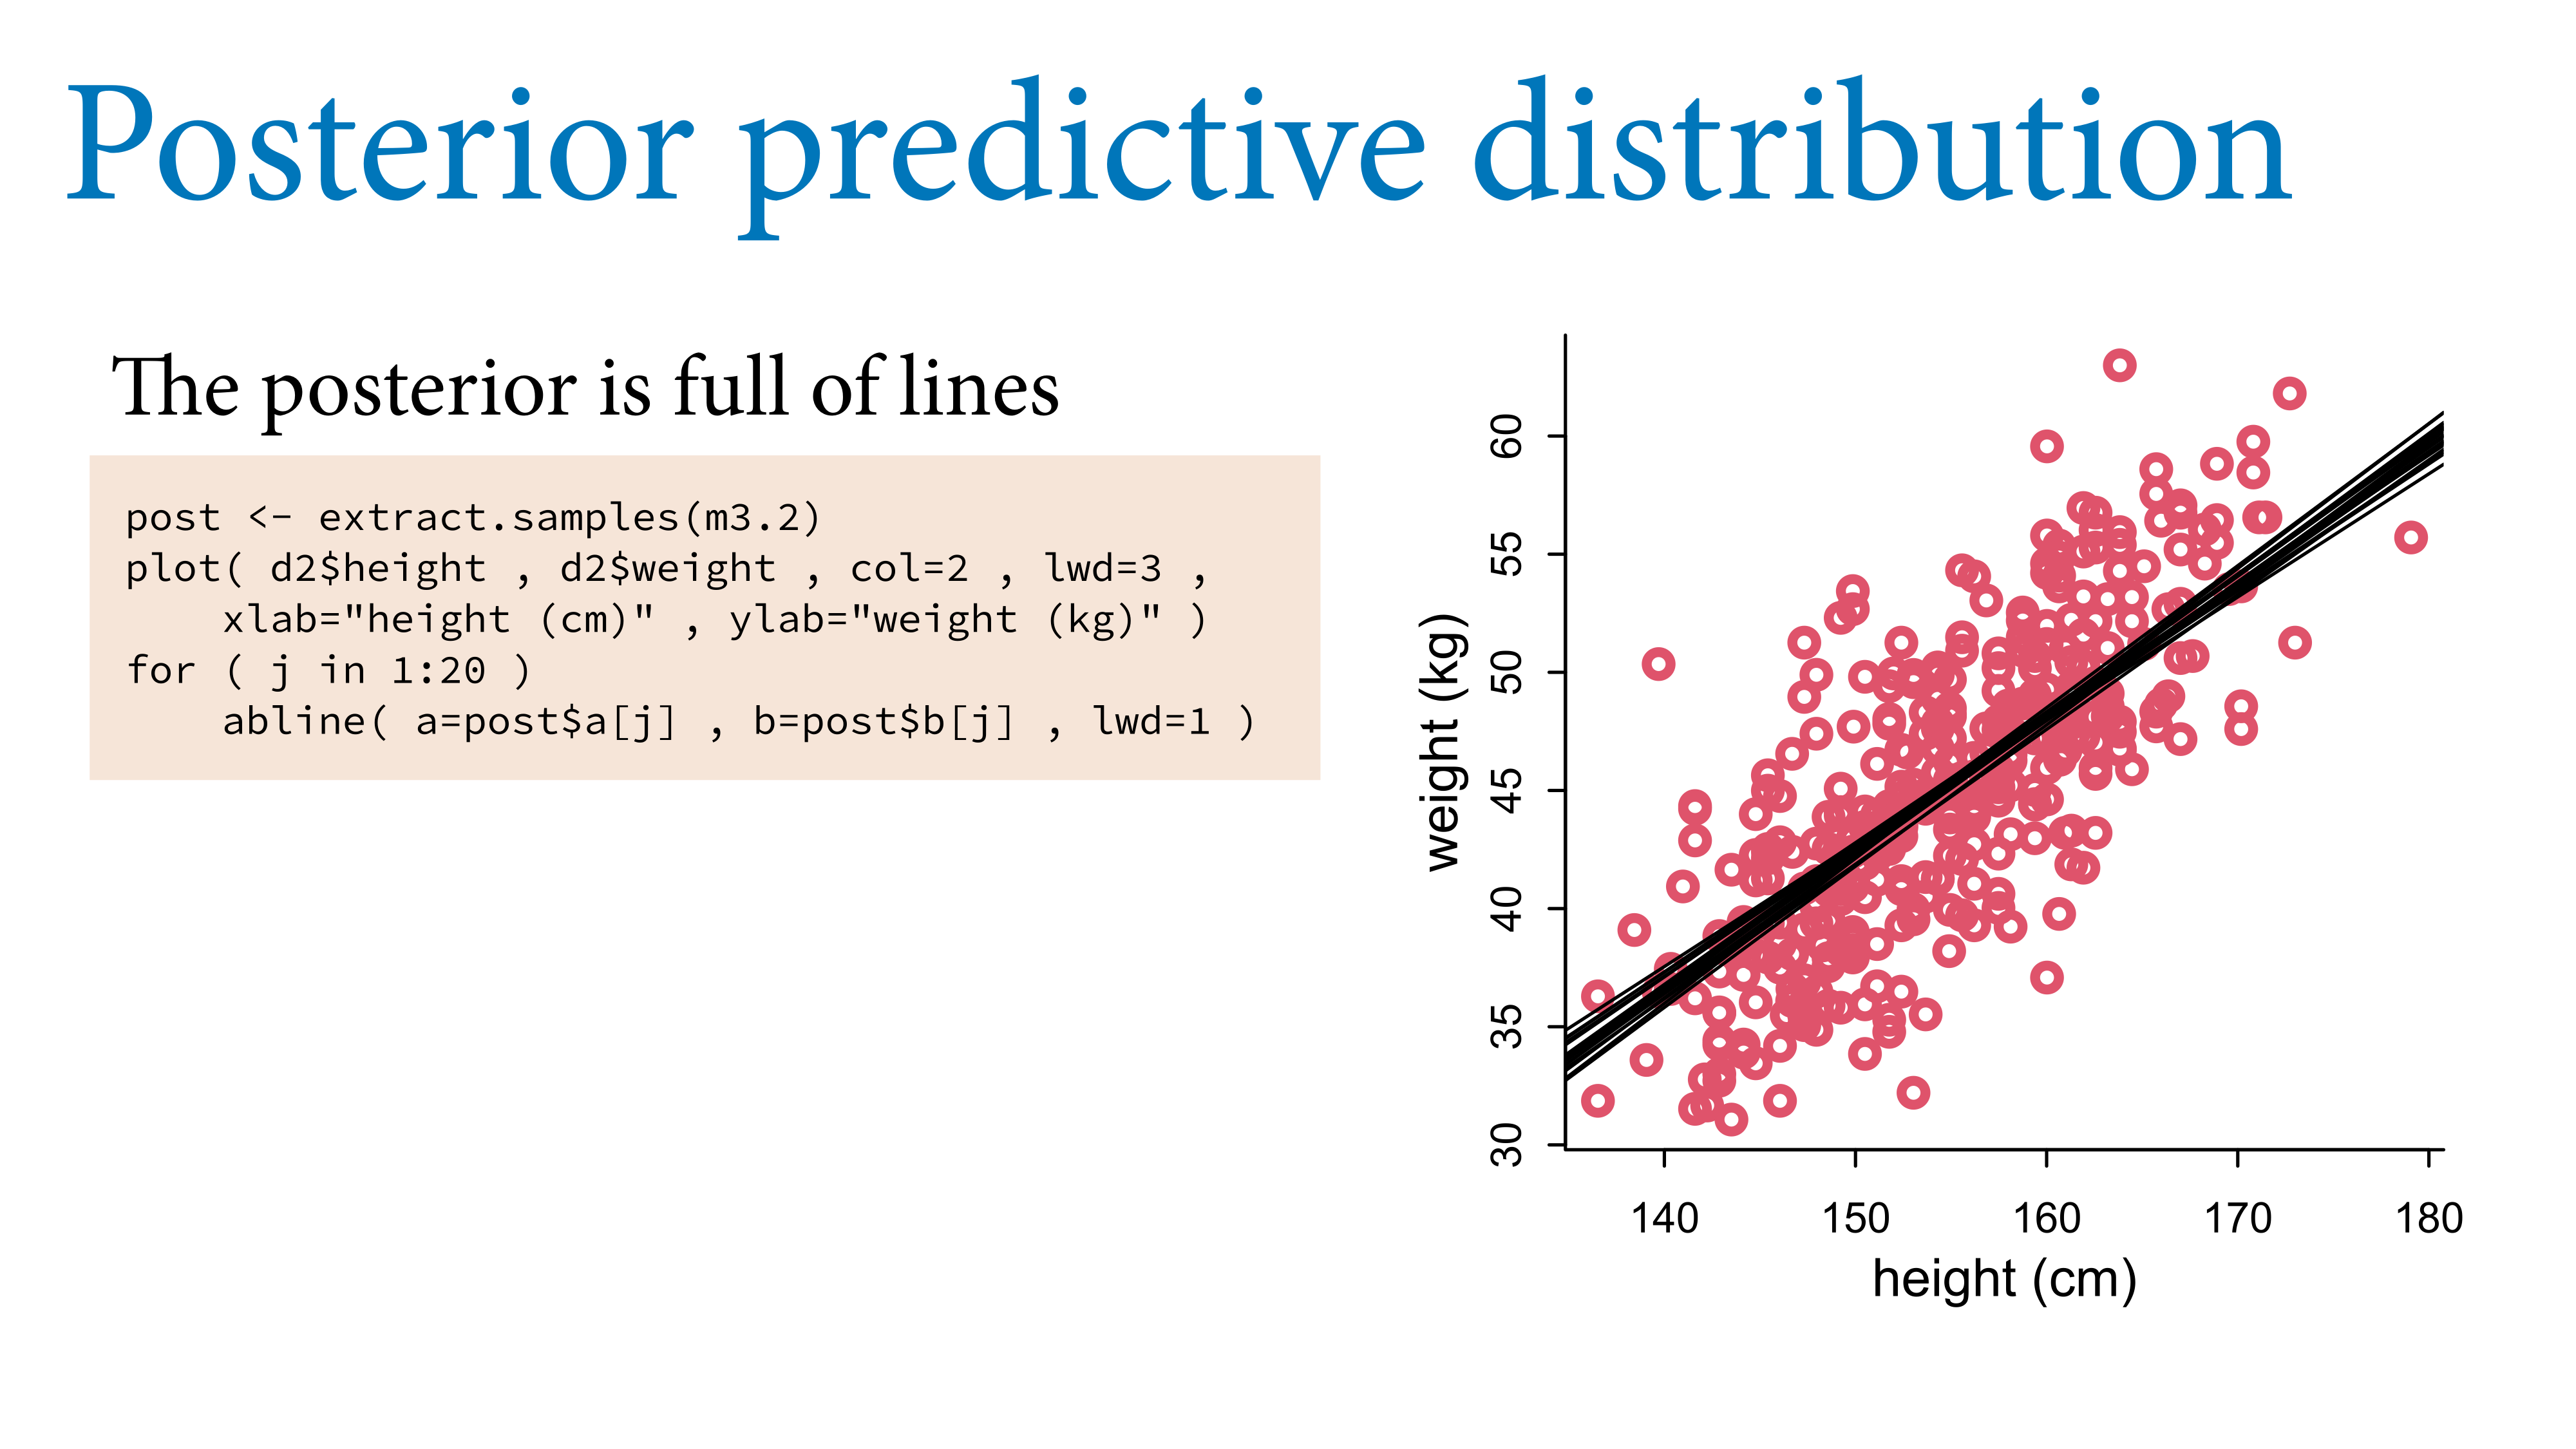 Posterior predictive distribution
The posterior is full of lines
post <- extract.samples(m3.2)
plot( d2$height , d2$weight , col=2 , lwd=3 ,
    xlab="height (cm)" , ylab="weight (kg)" )
for ( j in 1:20 )
    abline( a=post$a[j] , b=post$b[j] , lwd=1 )
weight (kg)
60
55
50
45
40
35
30
140 150 160 170 180
height (cm)